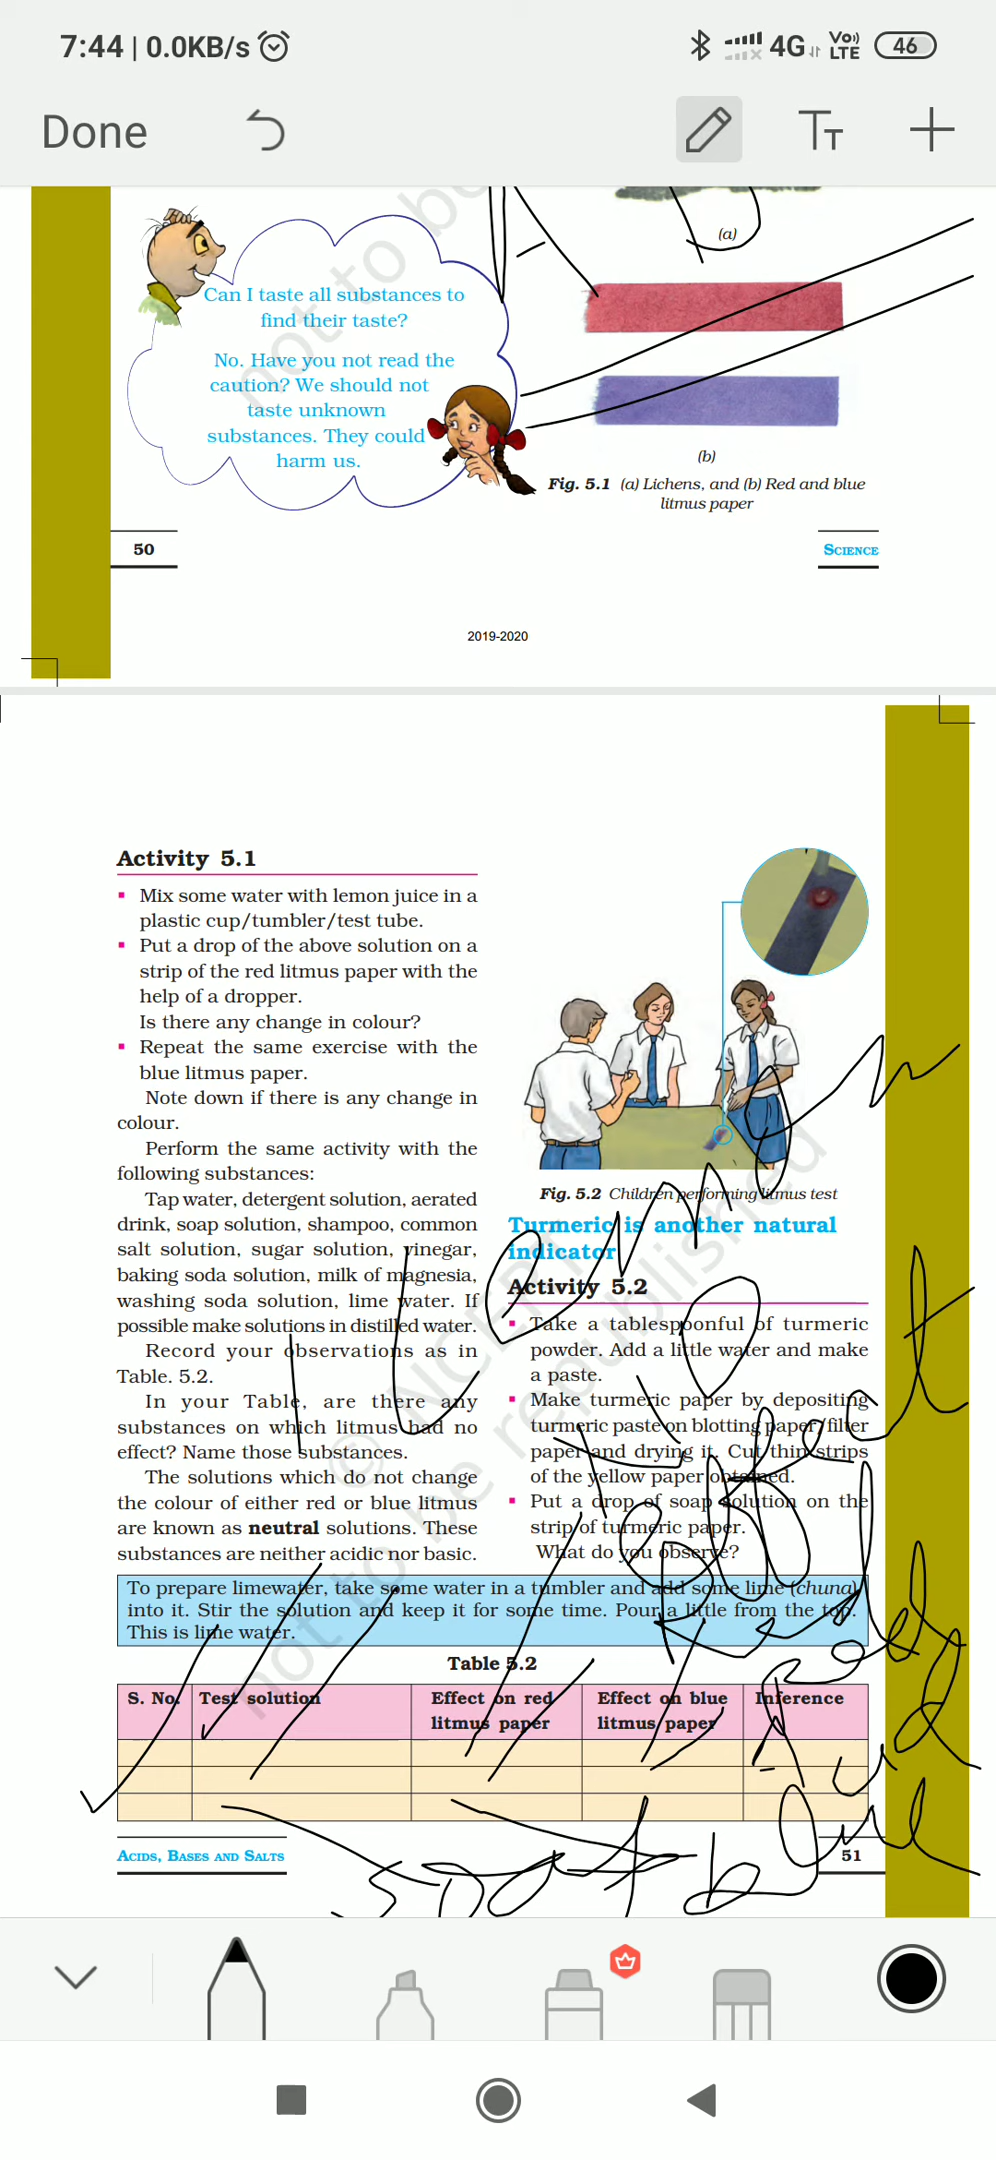 7:44 | 0.0KB/s
4G Vo)) LTE 46
Done
TT
(a)
Can I taste all substances to
find their taste?
No. Have you not read the
caution? We should not
taste unknown
substances. They could
harm us.
(b)
Fig. 5.1 (a) Lichens, and (b) Red and blue
litmus paper
50
SCIENCE
2019-2020
Activity 5.1
Mix some water with lemon juice in a
plastic cup/tumbler/test tube.
Put a drop of the above solution on a
strip of the red litmus paper with the
help of a dropper.
Is there any change in colour?
Repeat the same exercise with the
blue litmus paper.
Note down if there is any change in
colour.
Perform the same activity with the
following substances:
Tap water, detergent solution, aerated
drink, soap solution, shampoo, common
salt solution, sugar solution, vinegar,
baking soda solution, milk of magnesia,
washing soda solution, lime water. If
possible make solutions in distilled water.
Record your observations as in
Table. 5.2.
In your Table, are there any
substances on which litmus had no
effect? Name those substances.
The solutions which do not change
the colour of either red or blue litmus
are known as neutral solutions. These
substances are neither acidic nor basic.
Fig. 5.2 Children performing litmus test
Turmeric is another natural
indicator
Activity 5.2
Take a tablespoonful of turmeric
powder. Add a little water and make
a paste.
Make turmeric paper by depositing
turmeric paste on blotting paper/filter
paper and drying it. Cut thin strips
of the yellow paper obtained.
Put a drop of soap solution on the
strip of turmeric paper.
What do you observe?
To prepare limewater, take some water in a tumbler and add some lime (chuna)
into it. Stir the solution and keep it for some time. Pour a little from the top.
This is lime water.
Table 5.2
S. No. Test solution Effect on red litmus paper Effect on blue litmus paper Inference
ACIDS, BASES AND SALTS
51
© NCERT
not to be republished